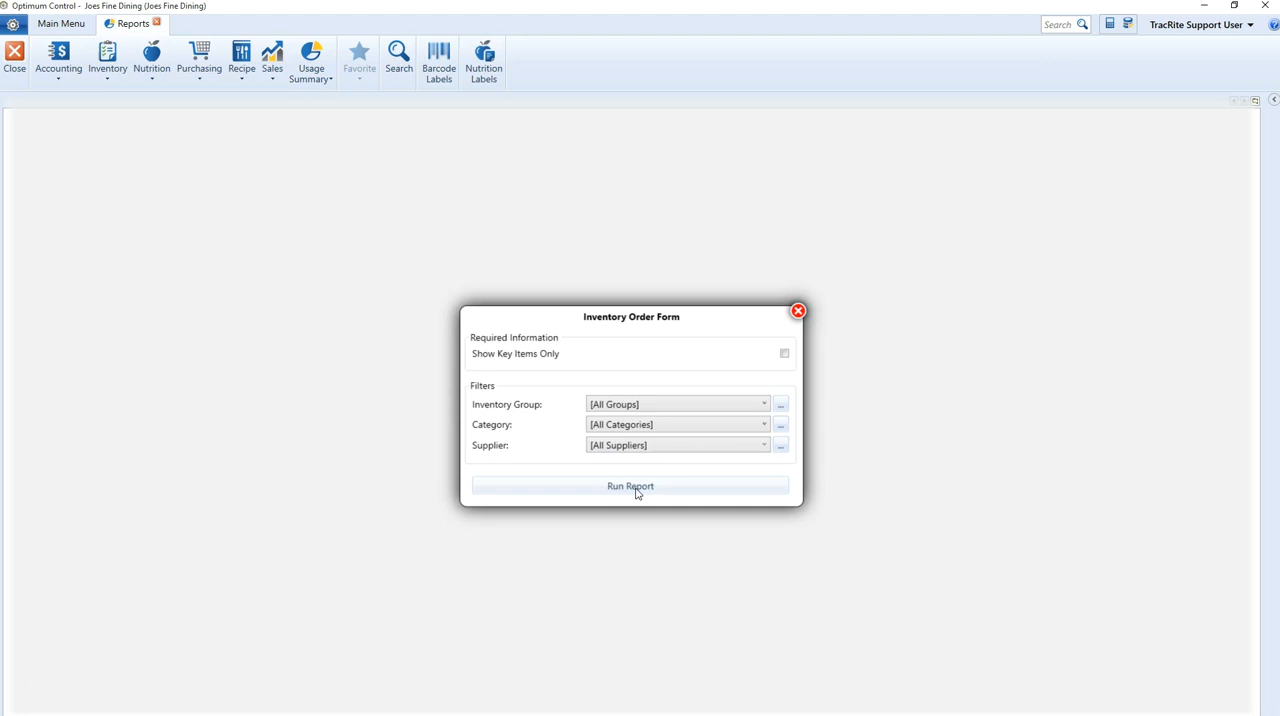 Optimum Control - Joes Fine Dining (Joes Fine Dining)
Main Menu
Reports
Search
TracRite Support User
Close
Accounting
Inventory
Nutrition
Purchasing
Recipe
Sales
Usage Summary
Favorite
Search
Barcode Labels
Nutrition Labels
Inventory Order Form
Required Information
Show Key Items Only
Filters
Inventory Group: [All Groups] ...
Category: [All Categories] ...
Supplier: [All Suppliers] ...
Run Report